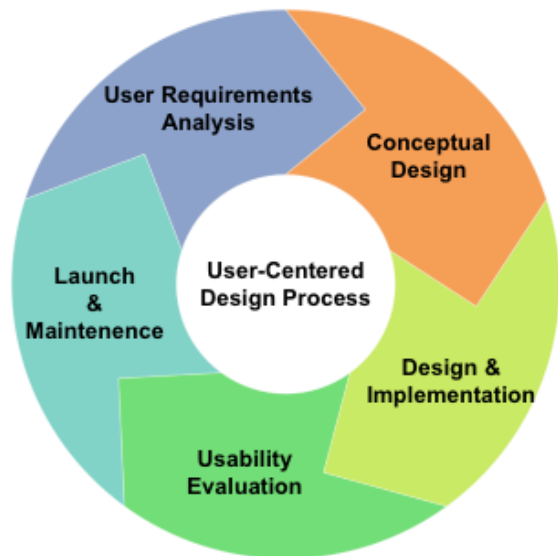 User Requirements
Analysis
Conceptual
Design
Design &
Implementation
Usability
Evaluation
Launch
&
Maintenence
User-Centered
Design Process